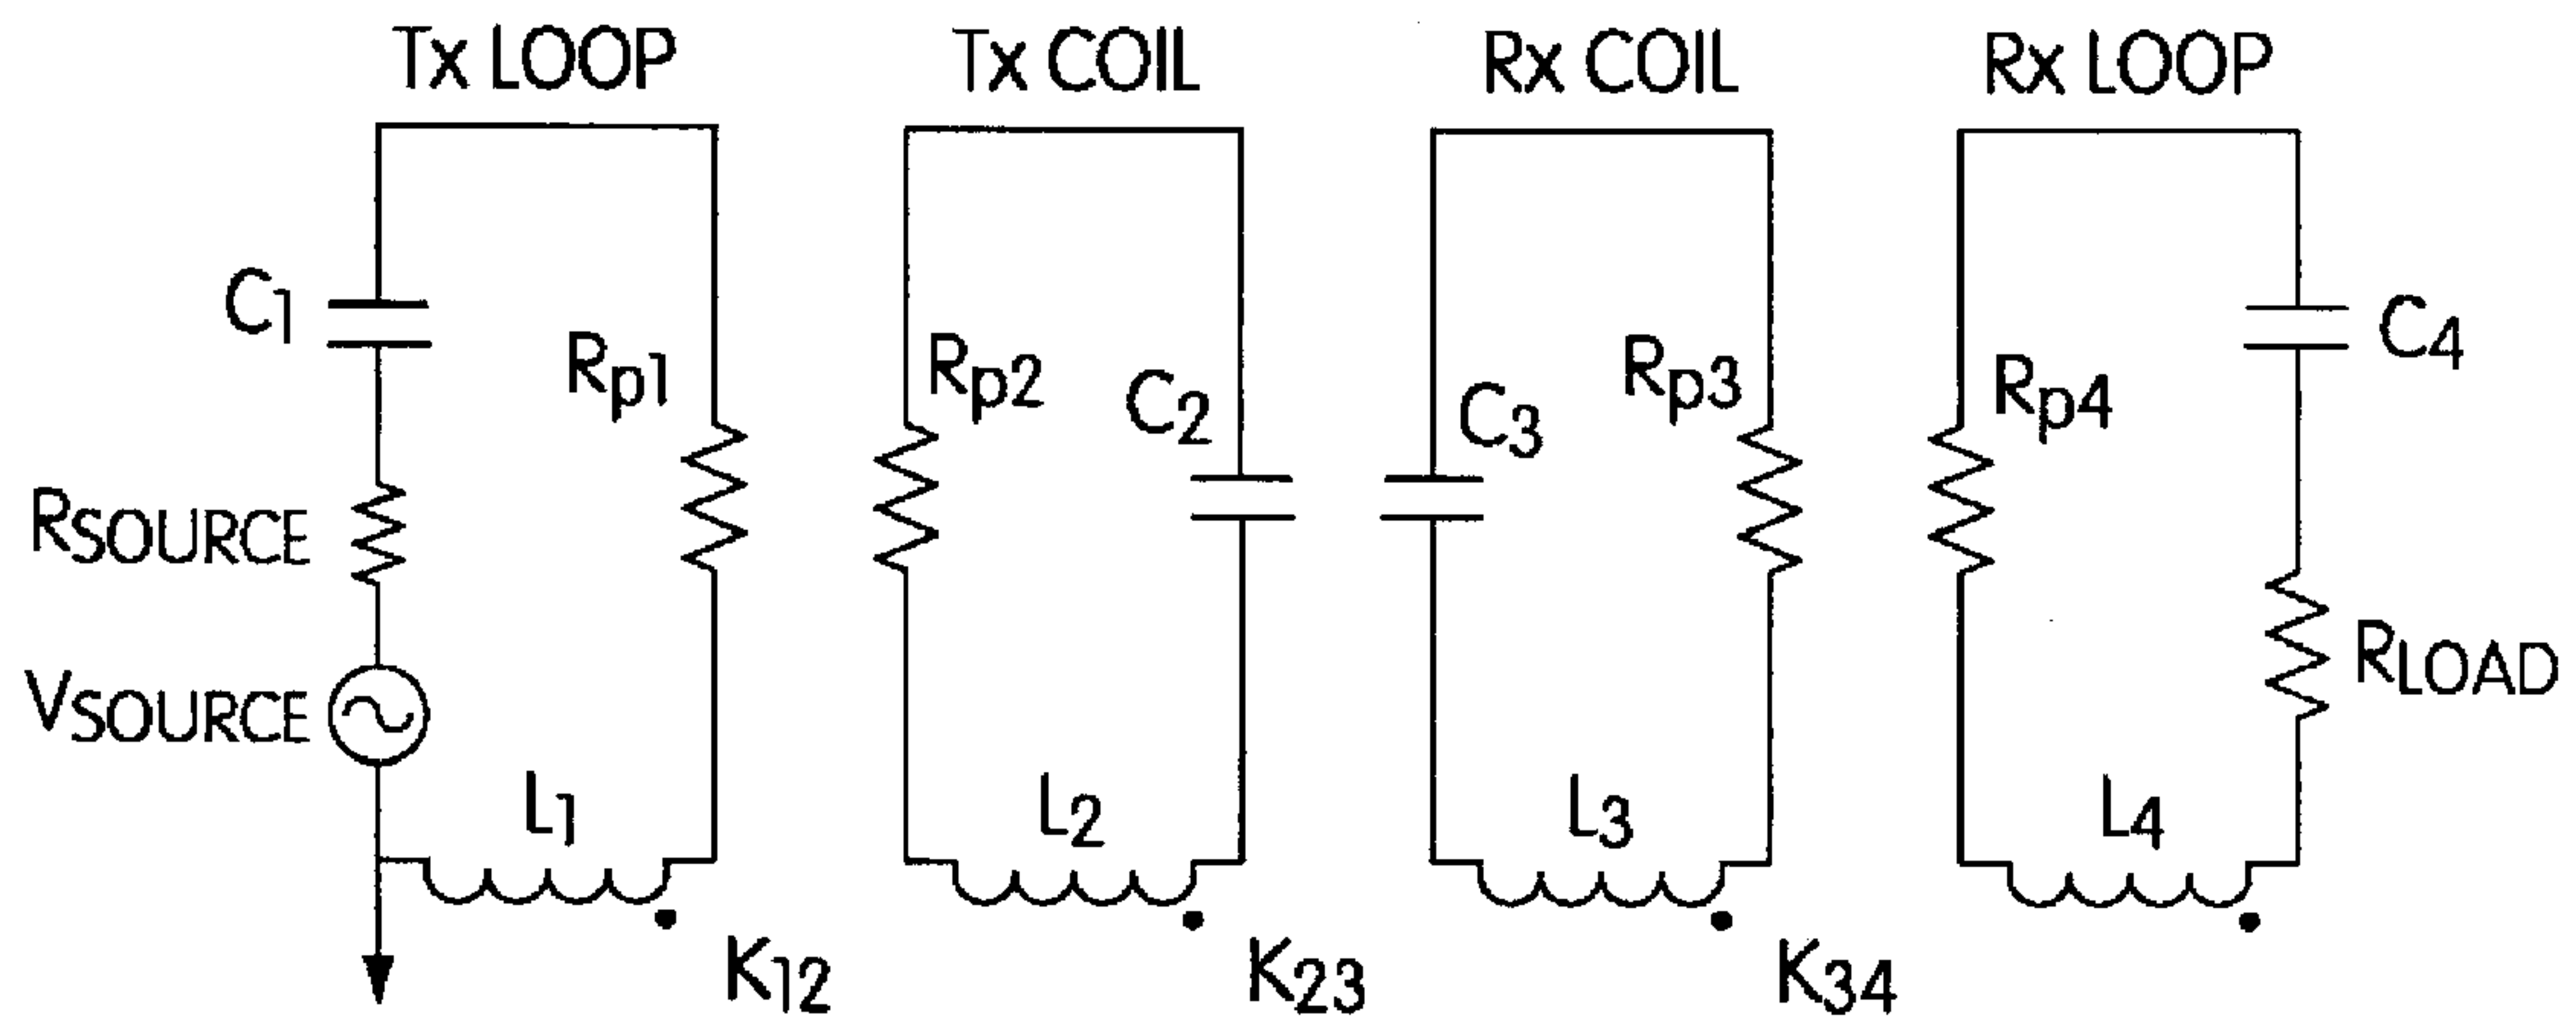 Tx LOOP
Tx COIL
Rx COIL
Rx LOOP
C1
Rp1
RSOURCE
VSOURCE
L1
K12
Rp2
C2
L2
K23
C3
Rp3
L3
K34
Rp4
C4
RLOAD
L4